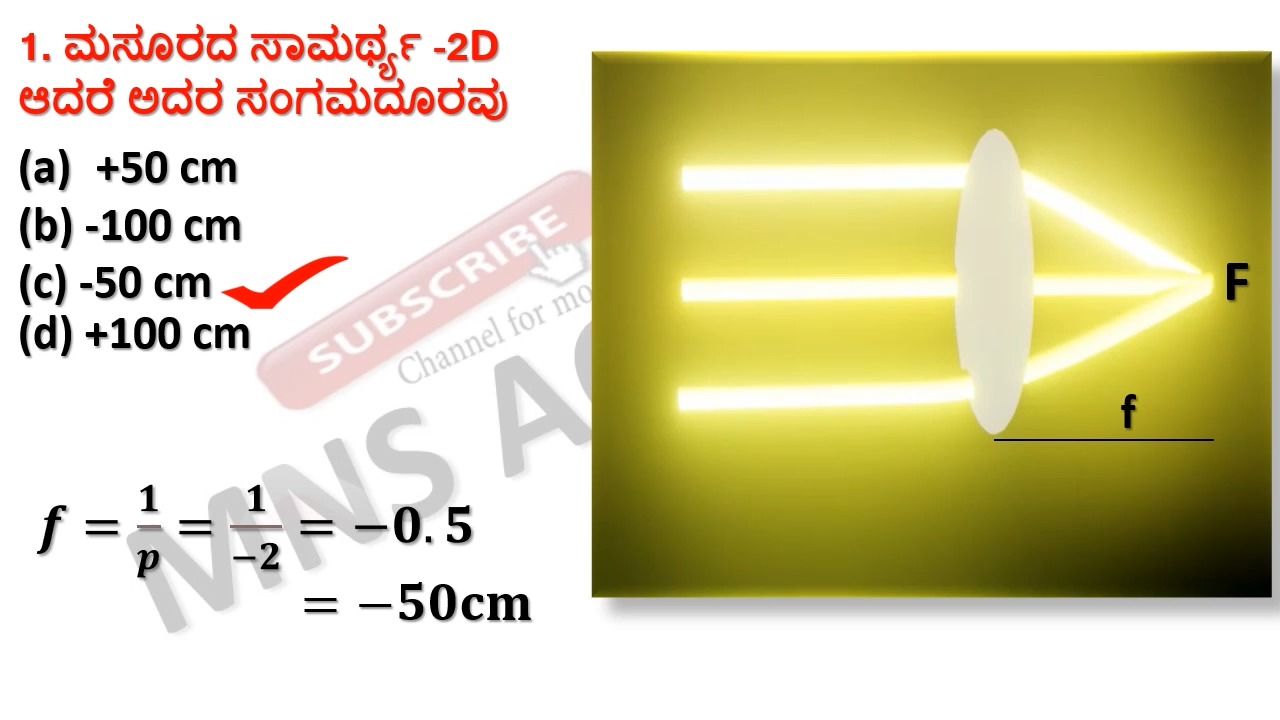 1. ಮಸೂರದ ಸಾಮರ್ಥ್ಯ -2D
ಆದರೆ ಅದರ ಸಂಗಮದೂರವು
(a) +50 cm
(b) -100 cm
(c) -50 cm
(d) +100 cm
SUBSCRIBE
Channel for mo
MNS AC
f = 1/p = 1/−2 = −0.5
= −50cm
F
f